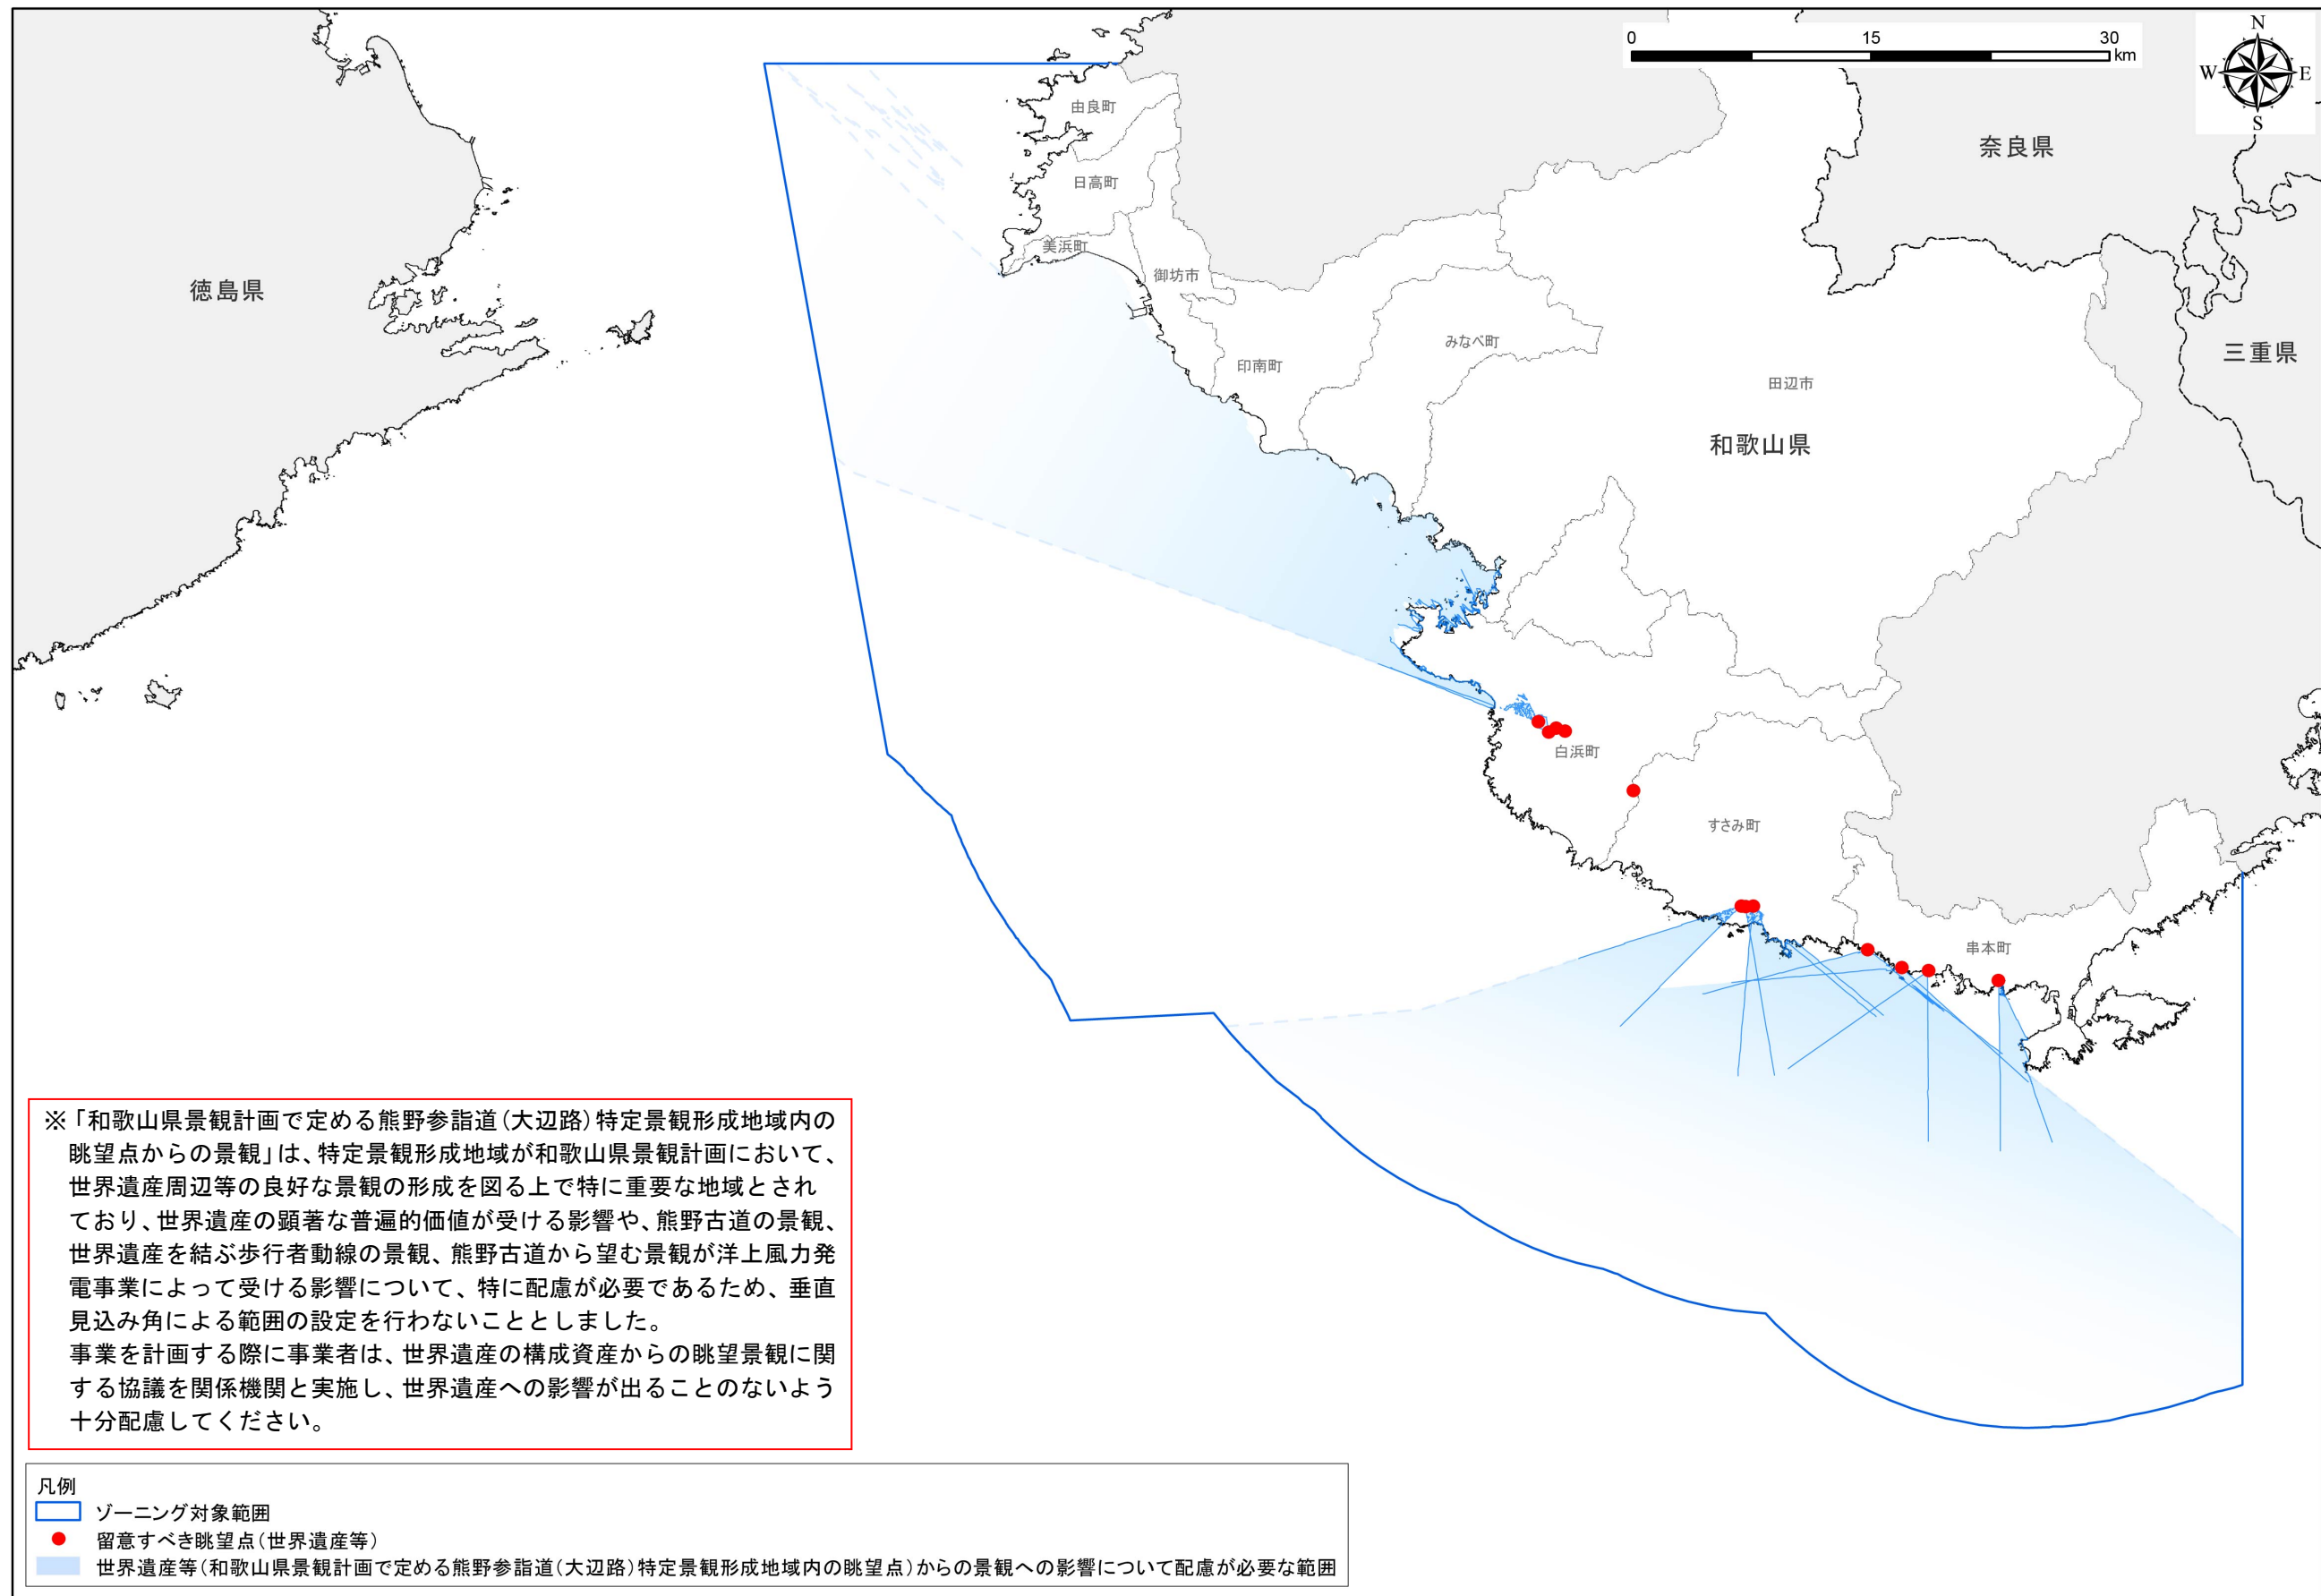 0 15 30
km
N
W E
S
由良町
奈良県
日高町
美浜町
御坊市
徳島県
みなべ町
三重県
印南町
田辺市
和歌山県
白浜町
すさみ町
串本町
※「和歌山県景観計画で定める熊野参詣道(大辺路)特定景観形成地域内の
眺望点からの景観」は、特定景観形成地域が和歌山県景観計画において、
世界遺産周辺等の良好な景観の形成を図る上で特に重要な地域とされ
ており、世界遺産の顕著な普遍的価値が受ける影響や、熊野古道の景観、
世界遺産を結ぶ歩行者動線の景観、熊野古道から望む景観が洋上風力発
電事業によって受ける影響について、特に配慮が必要であるため、垂直
見込み角による範囲の設定を行わないこととしました。
事業を計画する際に事業者は、世界遺産の構成資産からの眺望景観に関
する協議を関係機関と実施し、世界遺産への影響が出ることのないよう
十分配慮してください。
凡例
ゾーニング対象範囲
留意すべき眺望点(世界遺産等)
世界遺産等(和歌山県景観計画で定める熊野参詣道(大辺路)特定景観形成地域内の眺望点)からの景観への影響について配慮が必要な範囲